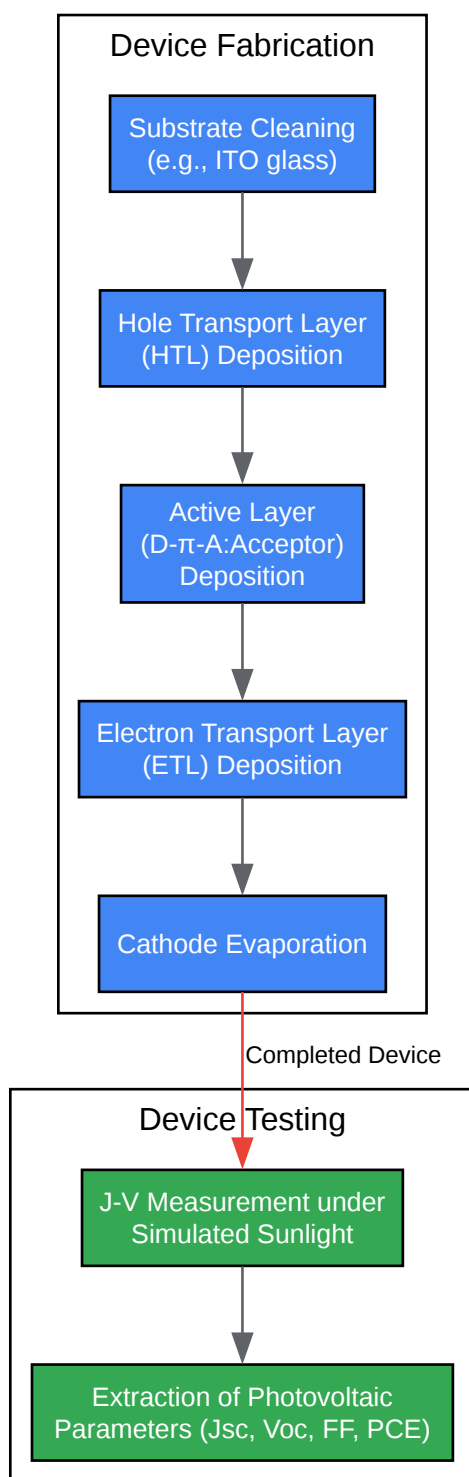 Device Fabrication
Substrate Cleaning
(e.g., ITO glass)
Hole Transport Layer
(HTL) Deposition
Active Layer
(D-π-A:Acceptor)
Deposition
Electron Transport Layer
(ETL) Deposition
Cathode Evaporation
Completed Device
Device Testing
J-V Measurement under
Simulated Sunlight
Extraction of Photovoltaic
Parameters (Jsc, Voc, FF, PCE)